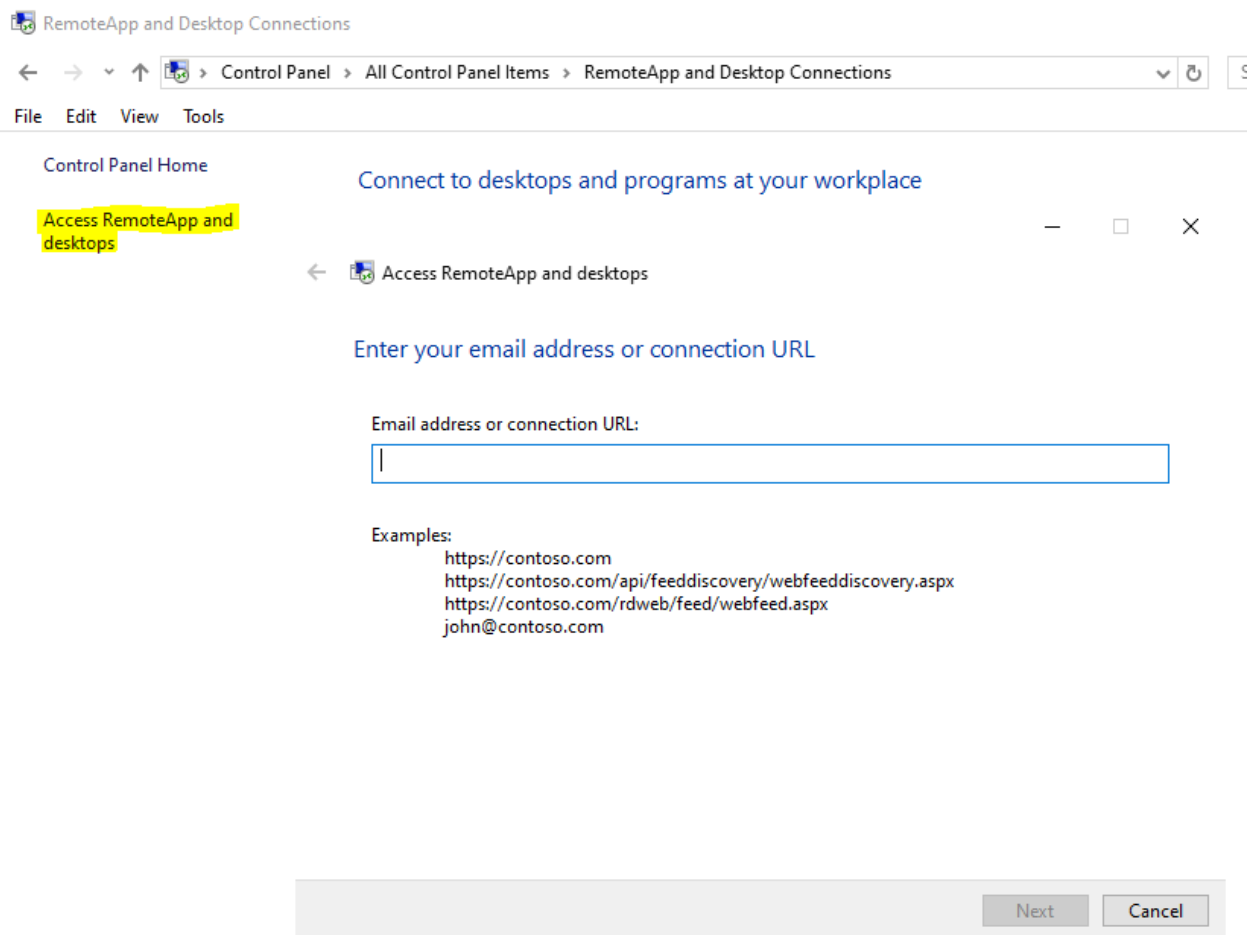 RemoteApp and Desktop Connections
Control Panel > All Control Panel Items > RemoteApp and Desktop Connections
File Edit View Tools
Control Panel Home
Connect to desktops and programs at your workplace
Access RemoteApp and
desktops
Access RemoteApp and desktops
Enter your email address or connection URL
Email address or connection URL:
Examples:
https://contoso.com
https://contoso.com/api/feeddiscovery/webfeeddiscovery.aspx
https://contoso.com/rdweb/feed/webfeed.aspx
john@contoso.com
Next Cancel